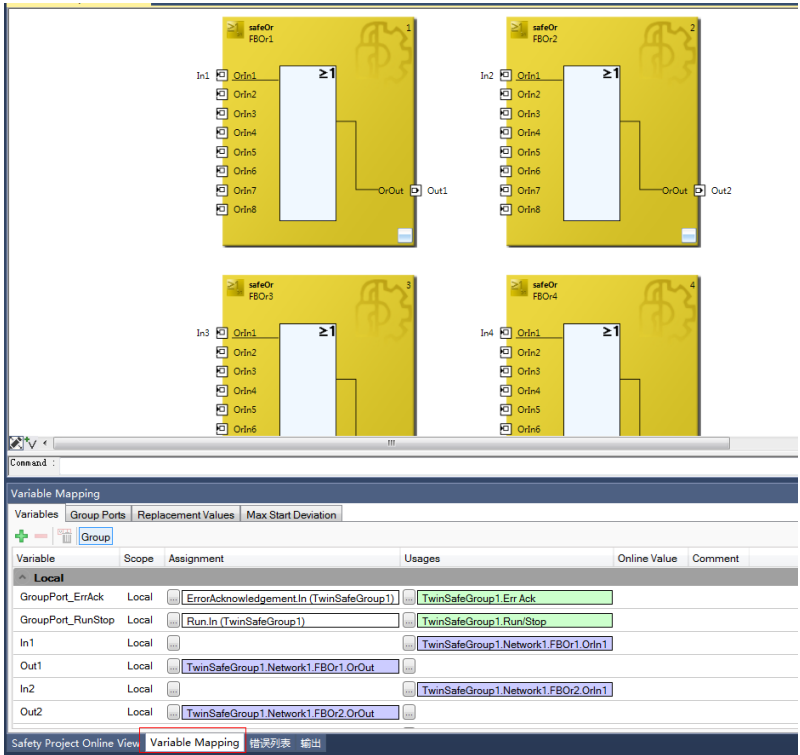 safeOr 1 safeOr 2
FBOr1 FBOr2
In1 OrIn1 ≥1 In2 OrIn1 ≥1
OrIn2 OrIn2
OrIn3 OrIn3
OrIn4 OrIn4
OrIn5 OrIn5
OrIn6 OrIn6
OrIn7 OrOut Out1 OrIn7 OrOut Out2
OrIn8 OrIn8
safeOr 3 safeOr 4
FBOr3 FBOr4
In3 OrIn1 ≥1 In4 OrIn1 ≥1
OrIn2 OrIn2
OrIn3 OrIn3
OrIn4 OrIn4
OrIn5 OrIn5
OrIn6 OrIn6
Command :
Variable Mapping
Variables Group Ports Replacement Values Max Start Deviation
Group
Variable Scope Assignment Usages Online Value Comment
Local
GroupPort_ErrAck Local ... ErrorAcknowledgement.In (TwinSafeGroup1) ... TwinSafeGroup1.Err Ack
GroupPort_RunStop Local ... Run.In (TwinSafeGroup1) ... TwinSafeGroup1.Run/Stop
In1 Local ... ... TwinSafeGroup1.Network1.FBOr1.OrIn1
Out1 Local ... TwinSafeGroup1.Network1.FBOr1.OrOut ...
In2 Local ... ... TwinSafeGroup1.Network1.FBOr2.OrIn1
Out2 Local ... TwinSafeGroup1.Network1.FBOr2.OrOut ...
Safety Project Online View Variable Mapping 错误列表 输出